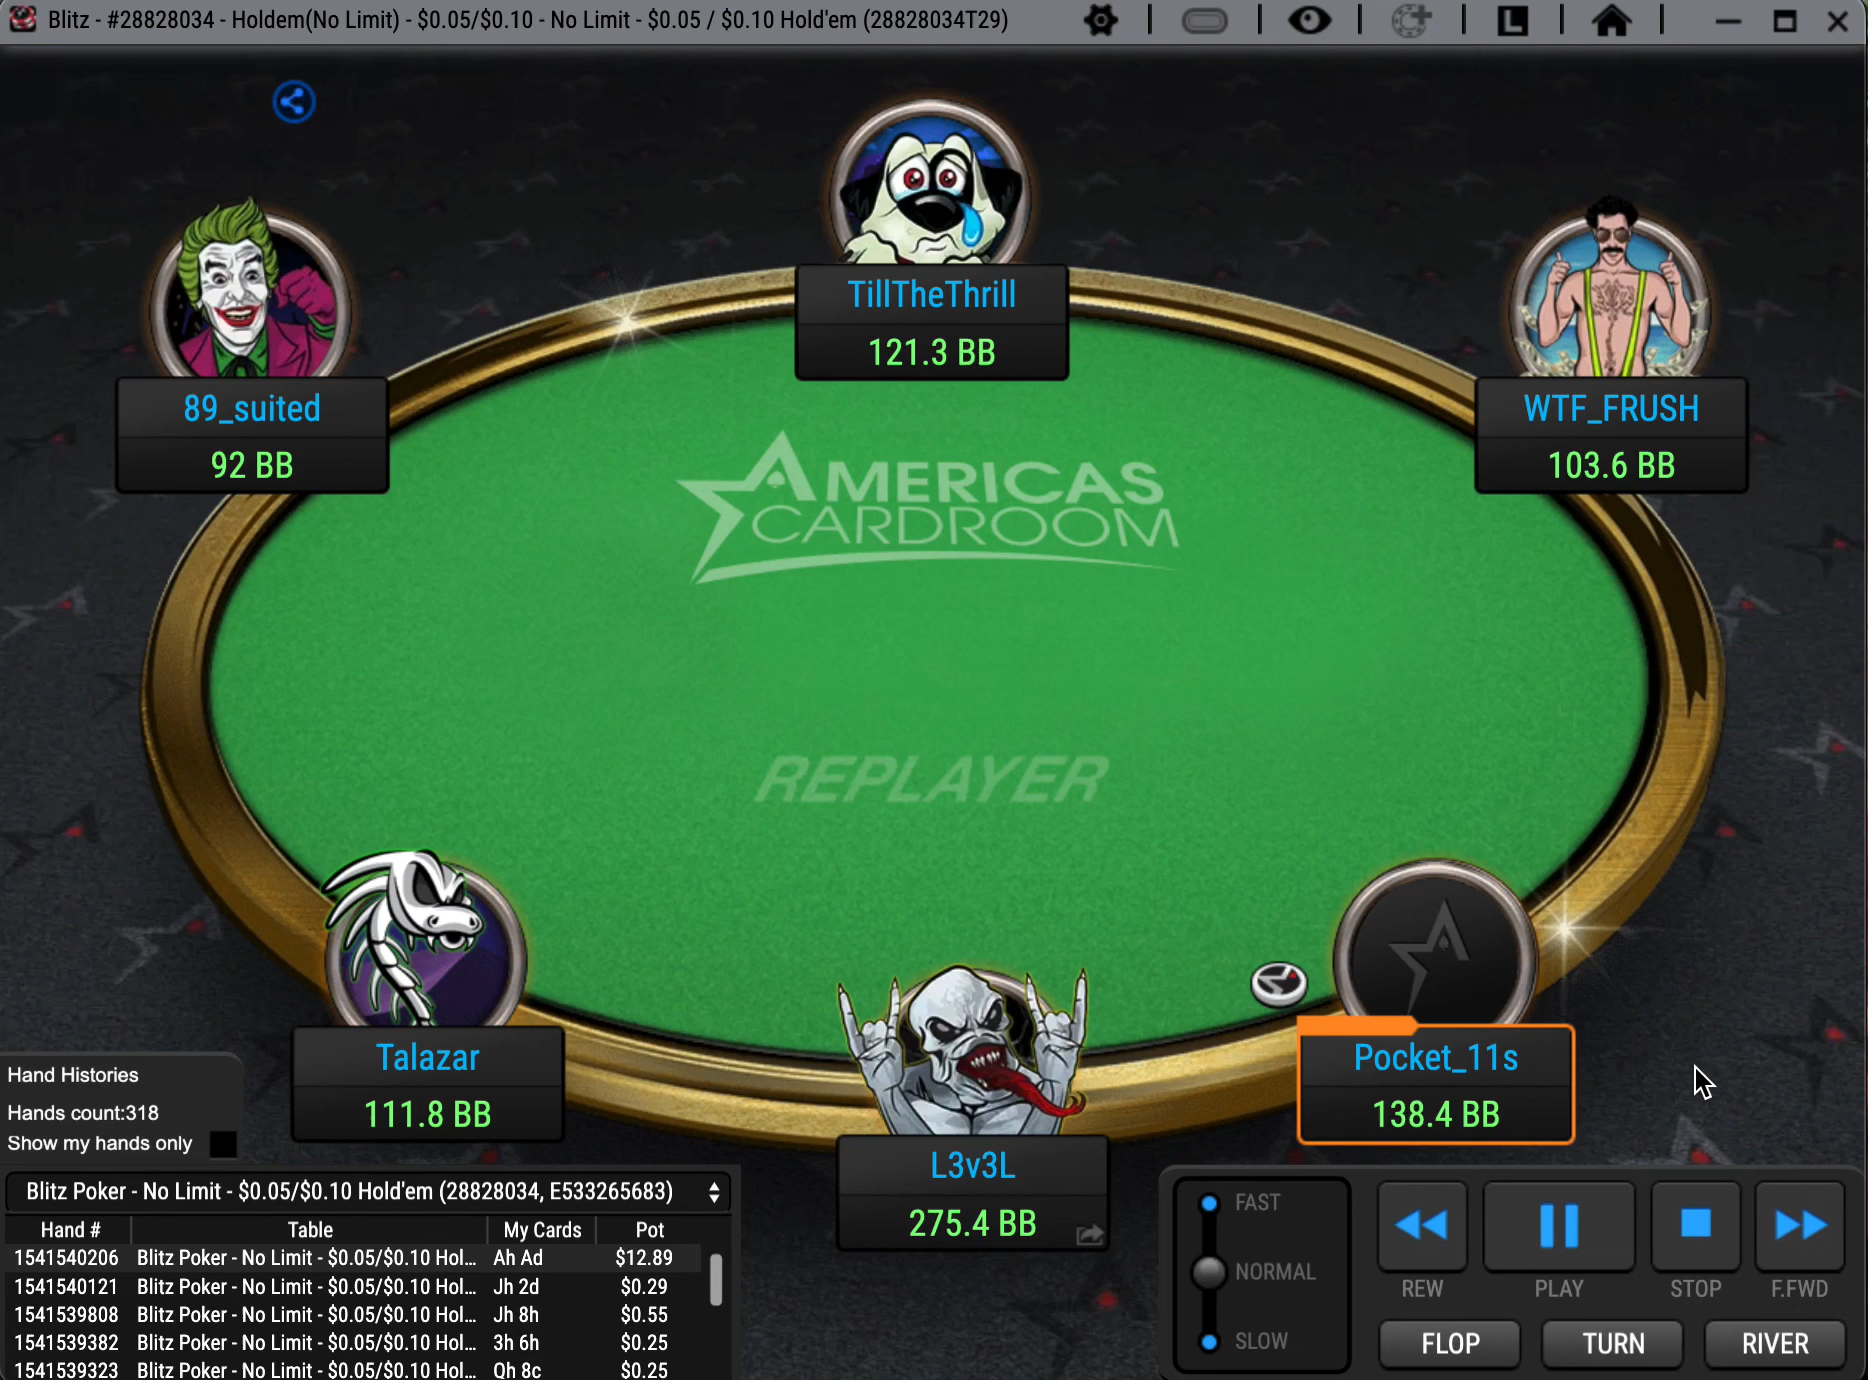 Blitz - #28828034 - Holdem(No Limit) - $0.05/$0.10 - No Limit - $0.05 / $0.10 Hold'em (28828034T29)
L
TillTheThrill
121.3 BB
89_suited
92 BB
WTF_FRUSH
103.6 BB
AMERICAS
CARDROOM
REPLAYER
Talazar
111.8 BB
Pocket_11s
138.4 BB
L3v3L
275.4 BB
Hand Histories
Hands count:318
Show my hands only
Blitz Poker - No Limit - $0.05/$0.10 Hold'em (28828034, E533265683)
Hand # Table My Cards Pot
1541540206 Blitz Poker - No Limit - $0.05/$0.10 Hol... Ah Ad $12.89
1541540121 Blitz Poker - No Limit - $0.05/$0.10 Hol... Jh 2d $0.29
1541539808 Blitz Poker - No Limit - $0.05/$0.10 Hol... Jh 8h $0.55
1541539382 Blitz Poker - No Limit - $0.05/$0.10 Hol... 3h 6h $0.25
1541539323 Blitz Poker - No Limit - $0.05/$0.10 Hol... Qh 8c $0.25
FAST
NORMAL
SLOW
REW PLAY STOP F.FWD
FLOP TURN RIVER